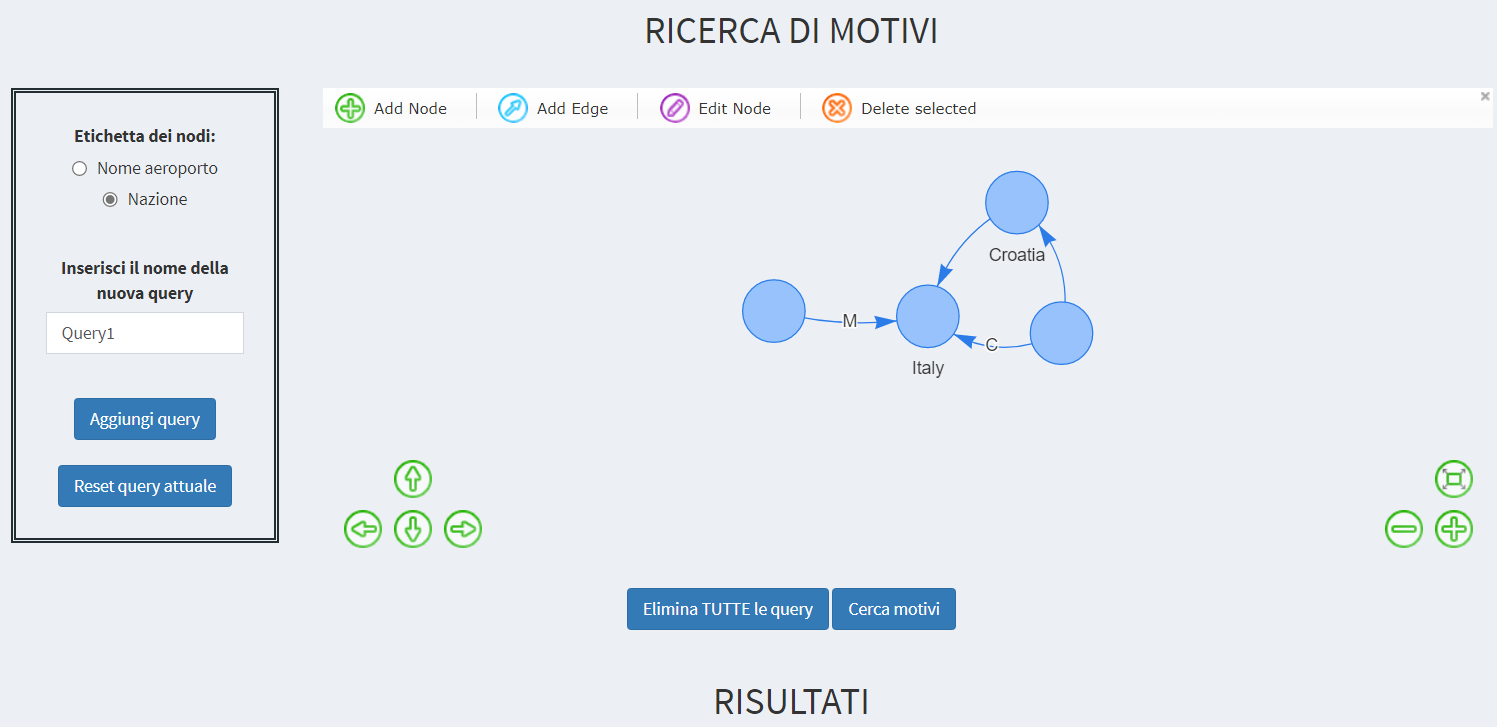 RICERCA DI MOTIVI
Etichetta dei nodi:
Nome aeroporto
Nazione
Inserisci il nome della
nuova query
Query1
Aggiungi query
Reset query attuale
Add Node
Add Edge
Edit Node
Delete selected
Croatia
M
C
Italy
Elimina TUTTE le query
Cerca motivi
RISULTATI